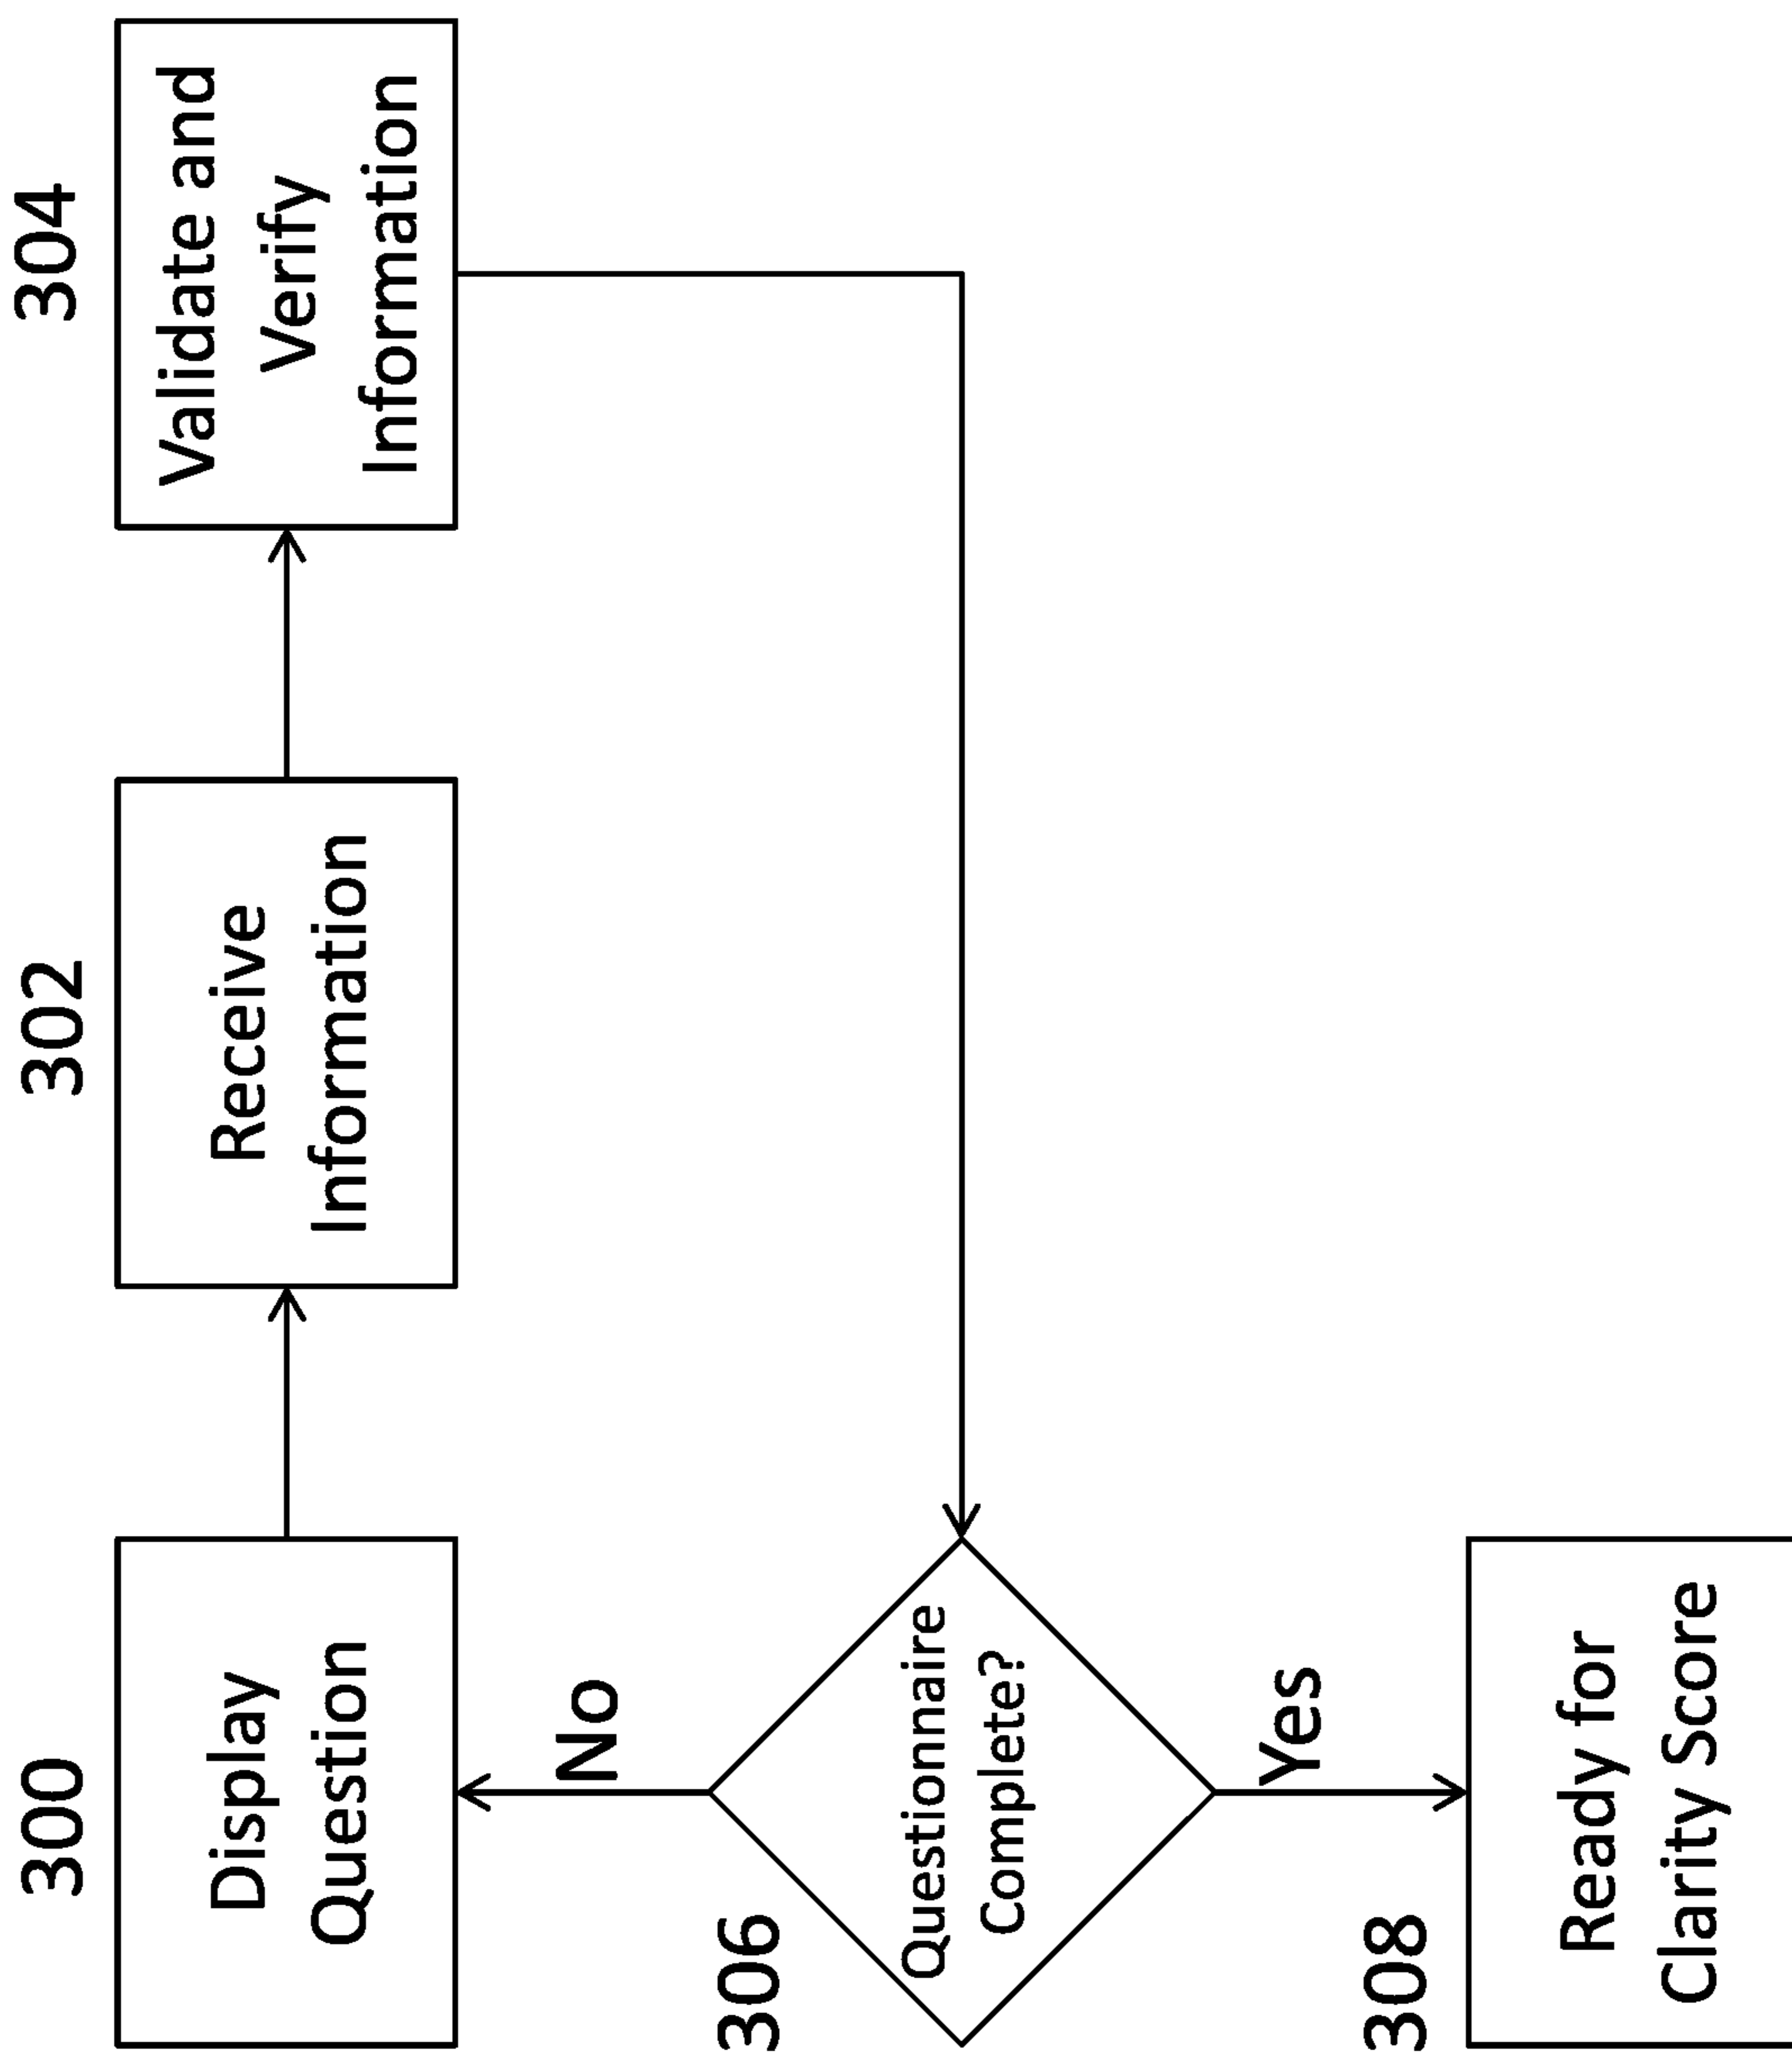 300
Display
Question
302
Receive
Information
304
Validate and
Verify
Information
No
306
Questionnaire
Complete?
Yes
308
Ready for
Clarity Score